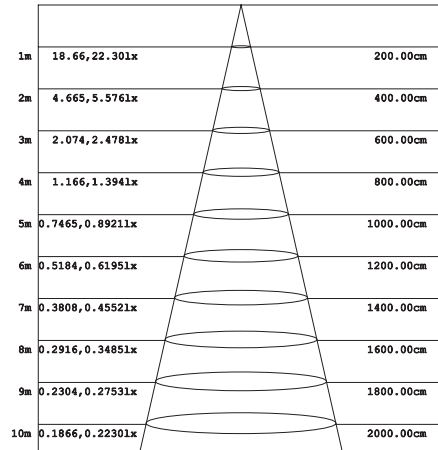 1m 18.66,22.30lx 200.00cm
2m 4.665,5.576lx 400.00cm
3m 2.074,2.478lx 600.00cm
4m 1.166,1.394lx 800.00cm
5m 0.7465,0.8921lx 1000.00cm
6m 0.5184,0.6195lx 1200.00cm
7m 0.3808,0.4552lx 1400.00cm
8m 0.2916,0.3485lx 1600.00cm
9m 0.2304,0.2753lx 1800.00cm
10m 0.1866,0.2230lx 2000.00cm